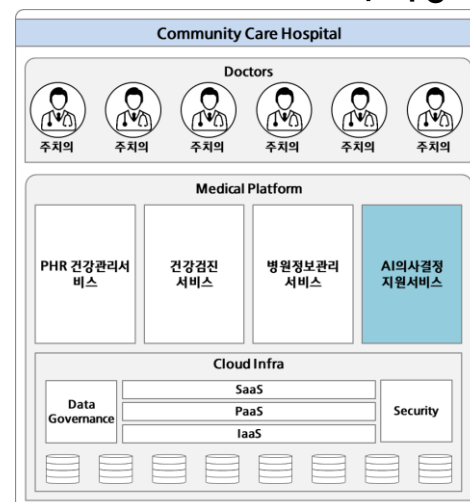 Community Care Hospital
Doctors
주치의 주치의 주치의 주치의 주치의 주치의
Medical Platform
PHR 건강관리서
비스
건강검진
서비스
병원정보관리
서비스
AI의사결정
지원서비스
Cloud Infra
Data
Governance
SaaS
PaaS
IaaS
Security